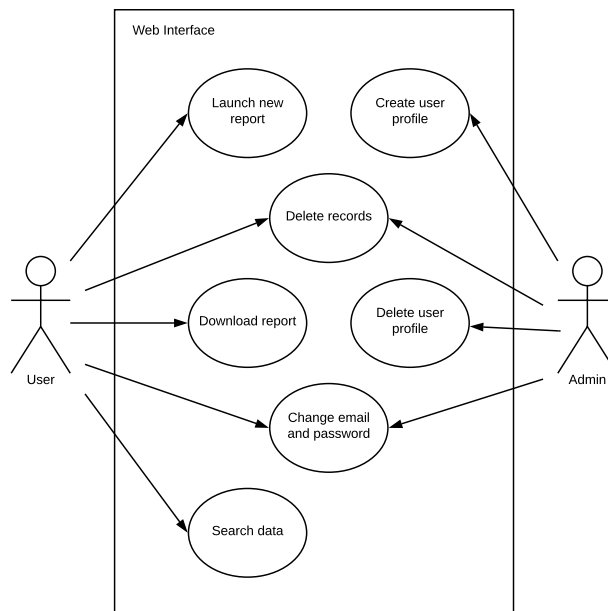 Web Interface
Launch new
report
Create user
profile
Delete records
Download report
Delete user
profile
User
Admin
Change email
and password
Search data